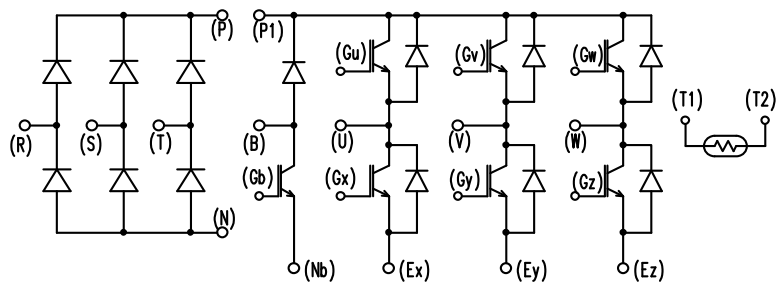 (P) (P1)
(Gu) (Gv) (Gw)
(T1) (T2)
(R) (S) (T) (B) (U) (V) (W)
(Gb) (Gx) (Gy) (Gz)
(N)
(Nb) (Ex) (Ey) (Ez)